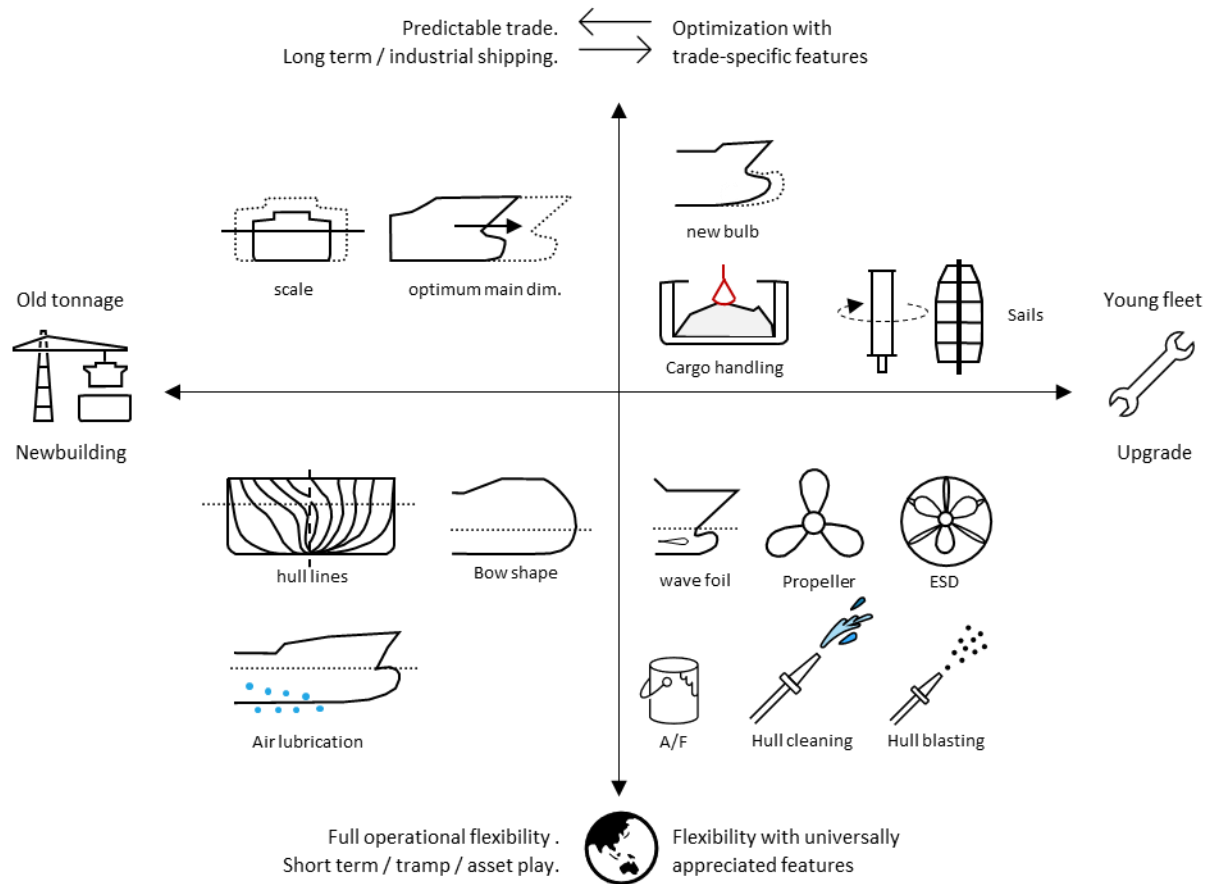 Predictable trade.
Long term / industrial shipping.
Optimization with
trade-specific features
new bulb
scale
optimum main dim.
Old tonnage
Cargo handling
Sails
Young fleet
Newbuilding
Upgrade
hull lines
Bow shape
wave foil
Propeller
ESD
Air lubrication
A/F
Hull cleaning
Hull blasting
Full operational flexibility .
Short term / tramp / asset play.
Flexibility with universally
appreciated features